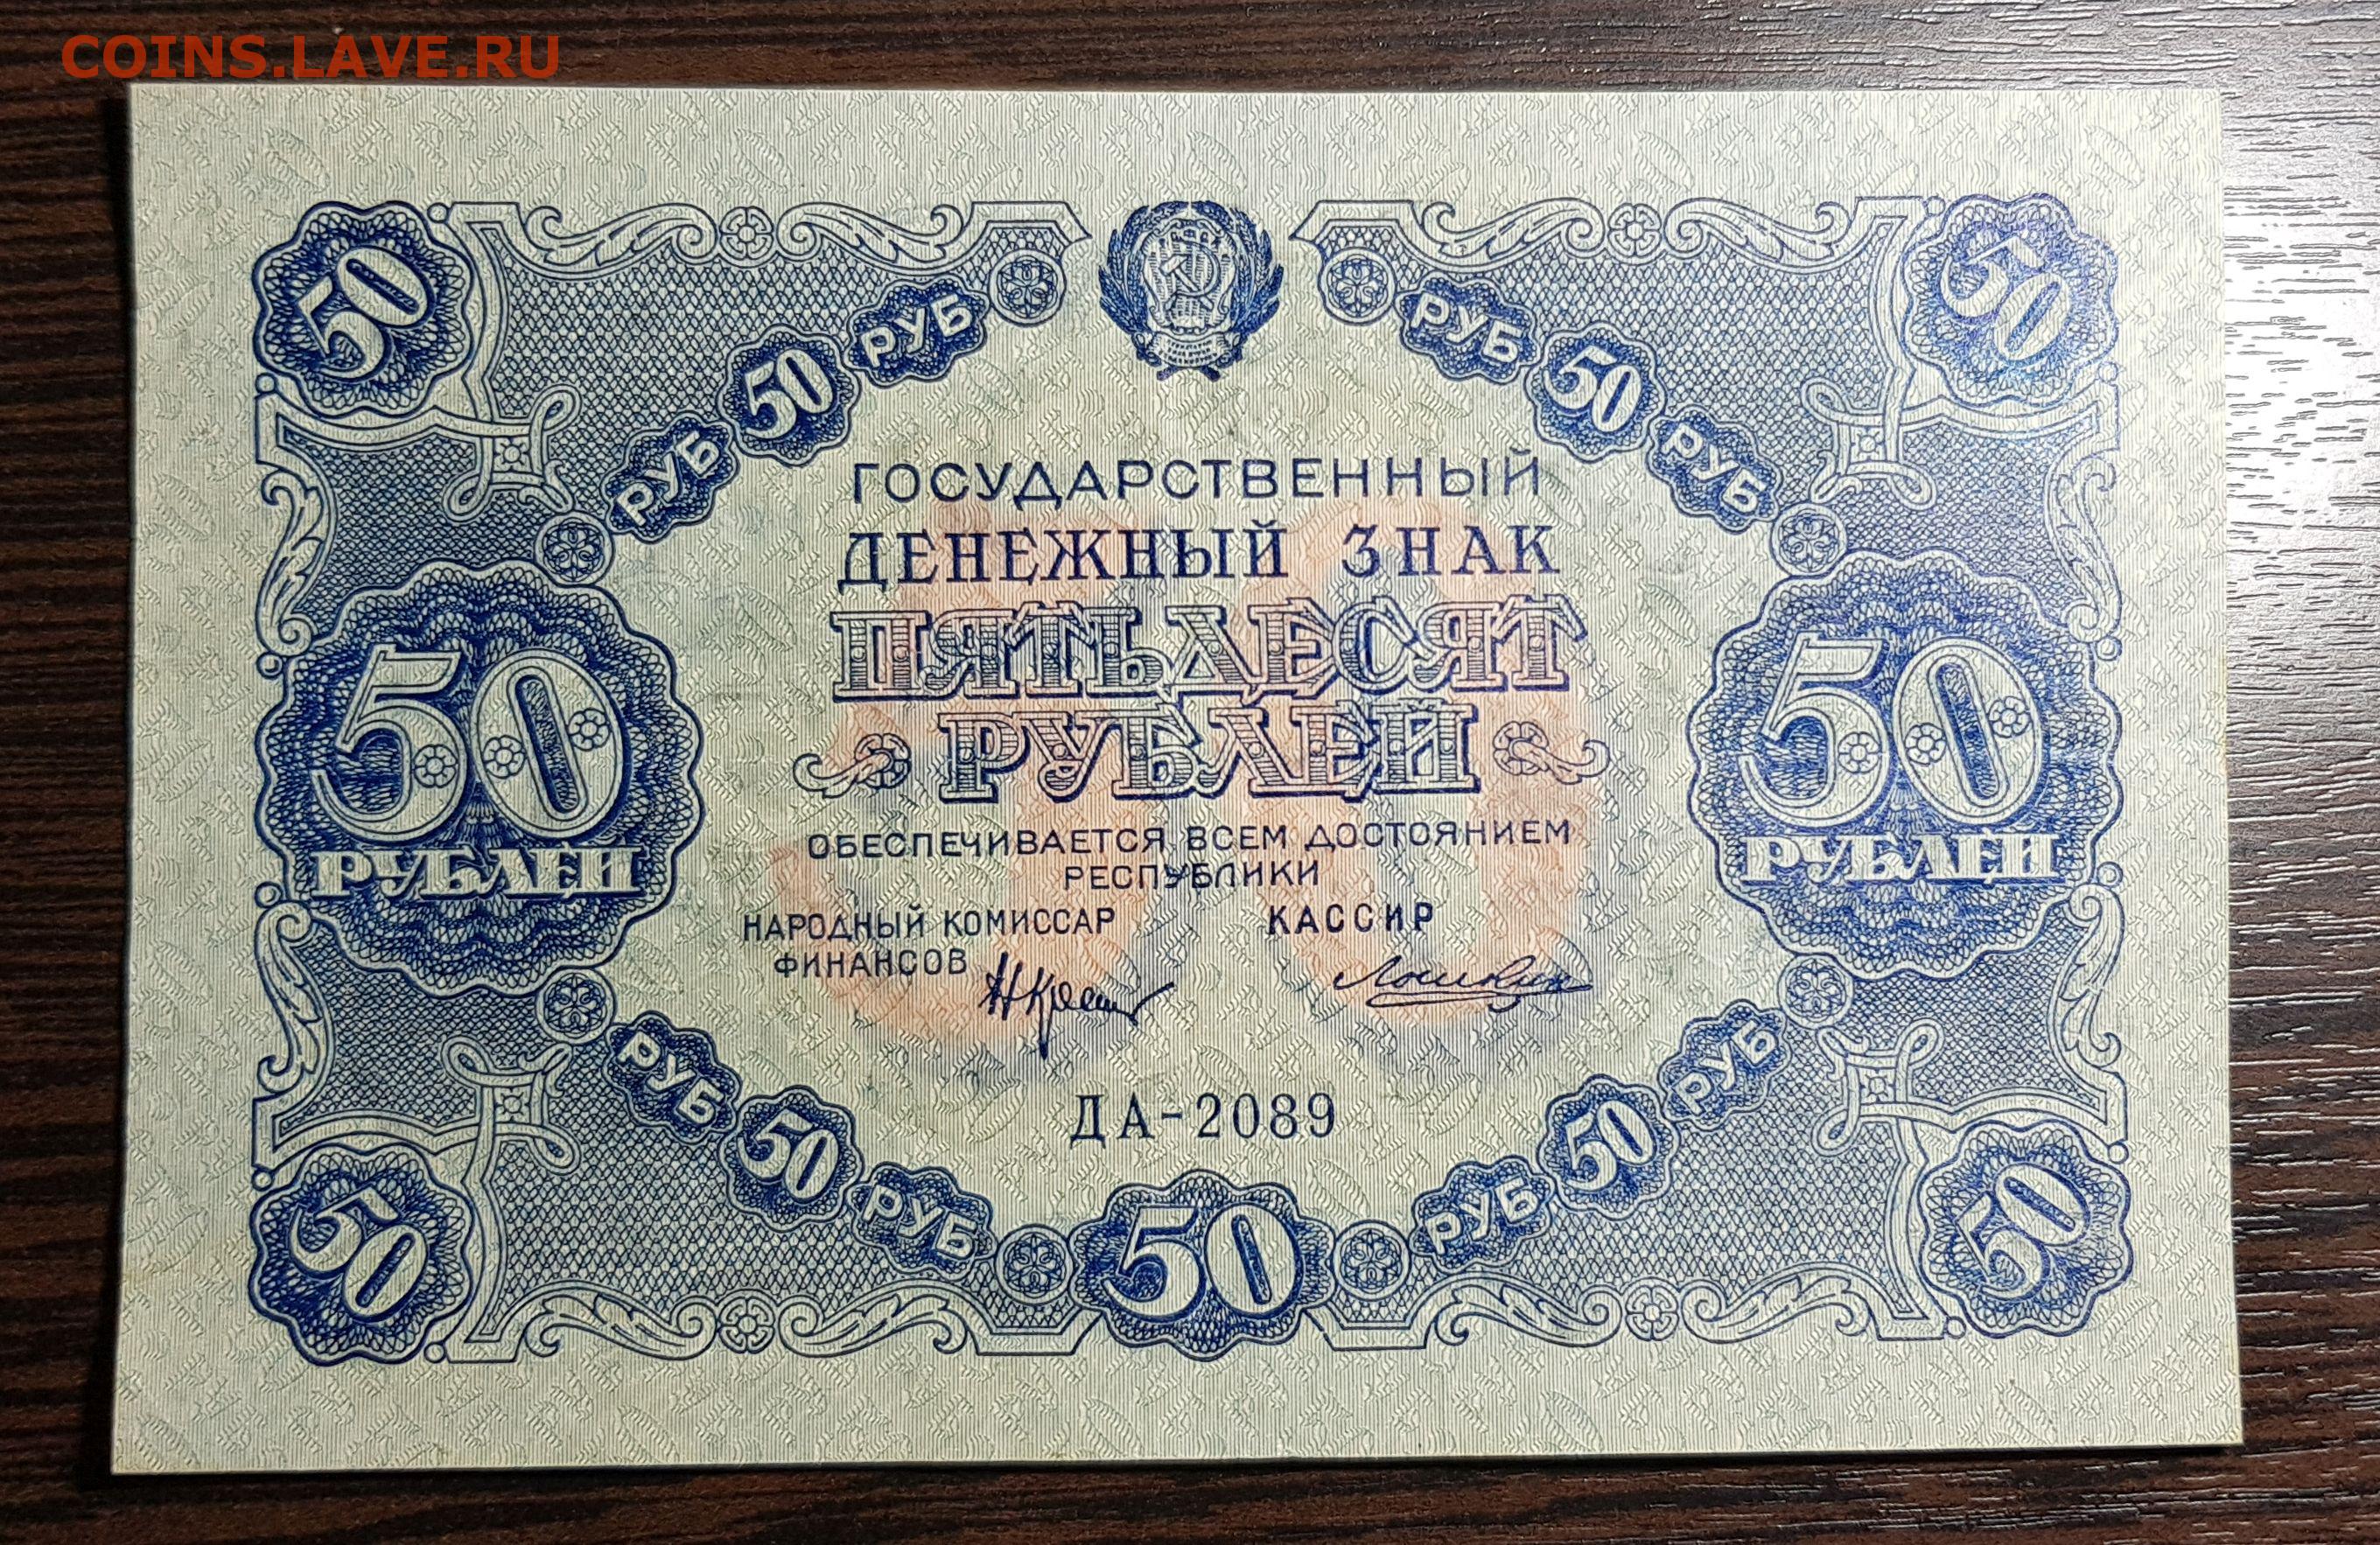 COINS.LAVE.RU
50 50
РУБ 50 РУБ РУБ 50 РУБ
ГОСУДАРСТВЕННЫЙ
ДЕНЕЖНЫЙ ЗНАК
ПЯТЬДЕСЯТ
РУБЛЕЙ
50
РУБЛЕЙ
50
РУБЛЕЙ
ОБЕСПЕЧИВАЕТСЯ ВСЕМ ДОСТОЯНИЕМ
РЕСПУБЛИКИ
НАРОДНЫЙ КОМИССАР
ФИНАНСОВ
КАССИР
ДА-2089
РУБ 50 РУБ РУБ 50 РУБ
50 50 50